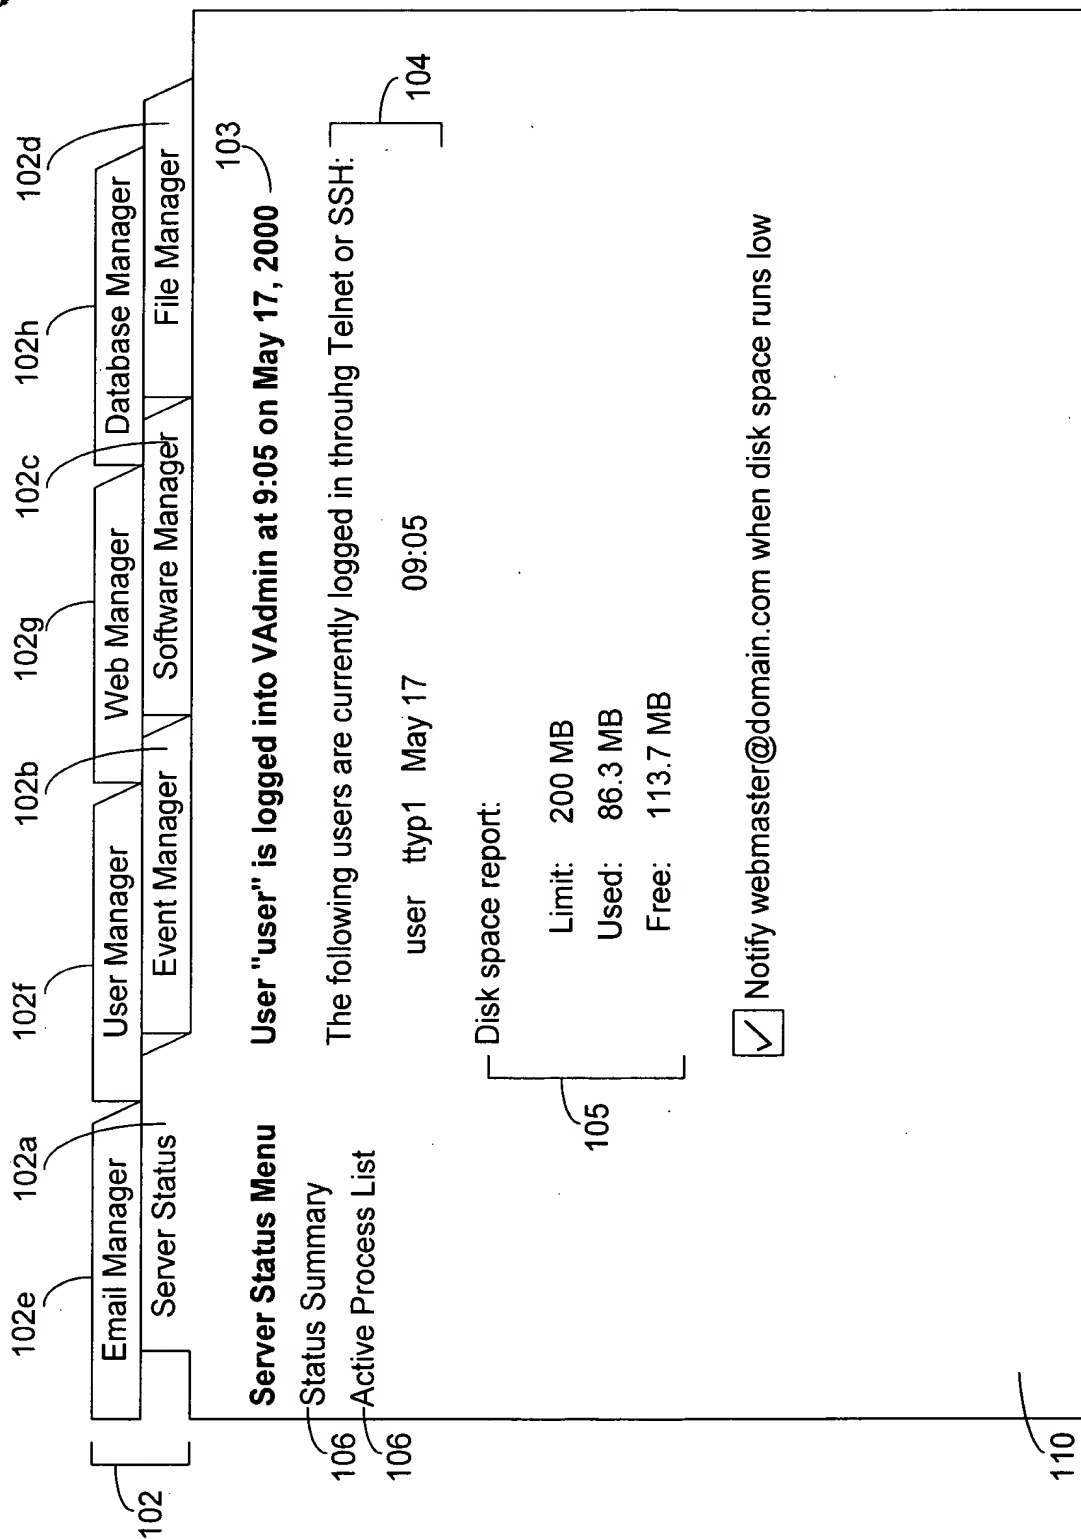 102e 102a 102f 102b 102g 102c 102h 102d
Email Manager User Manager Web Manager Database Manager
102 Server Status Event Manager Software Manager File Manager
103
Server Status Menu User "user" is logged into VAdmin at 9:05 on May 17, 2000
106 Status Summary The following users are currently logged in throuhg Telnet or SSH:
106 Active Process List
104
user ttyp1 May 17 09:05
Disk space report:
Limit: 200 MB
105 Used: 86.3 MB
Free: 113.7 MB
Notify webmaster@domain.com when disk space runs low
110